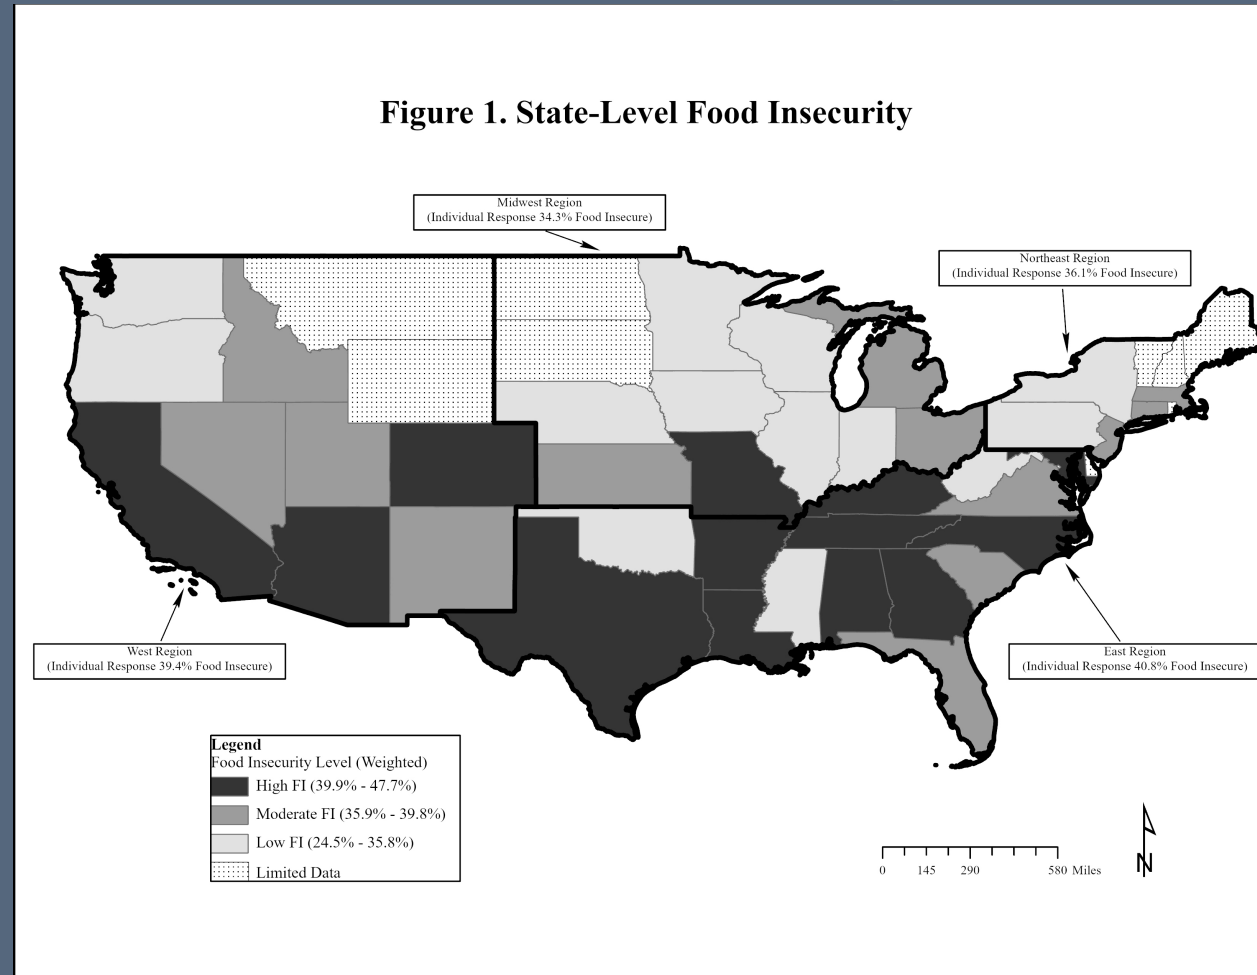 Figure 1. State-Level Food Insecurity
Midwest Region
(Individual Response 34.3% Food Insecure)
Northeast Region
(Individual Response 36.1% Food Insecure)
West Region
(Individual Response 39.4% Food Insecure)
East Region
(Individual Response 40.8% Food Insecure)
Legend
Food Insecurity Level (Weighted)
High FI (39.9% - 47.7%)
Moderate FI (35.9% - 39.8%)
Low FI (24.5% - 35.8%)
Limited Data
0 145 290 580 Miles
N